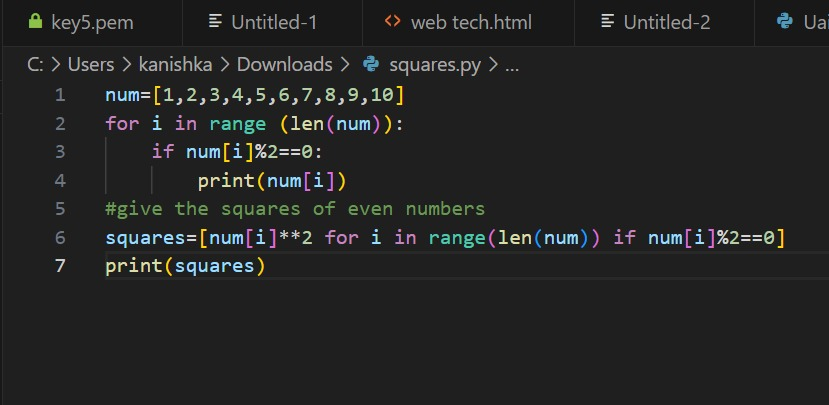 key5.pem Untitled-1 web tech.html Untitled-2 Uai
C: > Users > kanishka > Downloads > squares.py > ...
1 num=[1,2,3,4,5,6,7,8,9,10]
2 for i in range (len(num)):
3     if num[i]%2==0:
4         print(num[i])
5 #give the squares of even numbers
6 squares=[num[i]**2 for i in range(len(num)) if num[i]%2==0]
7 print(squares)